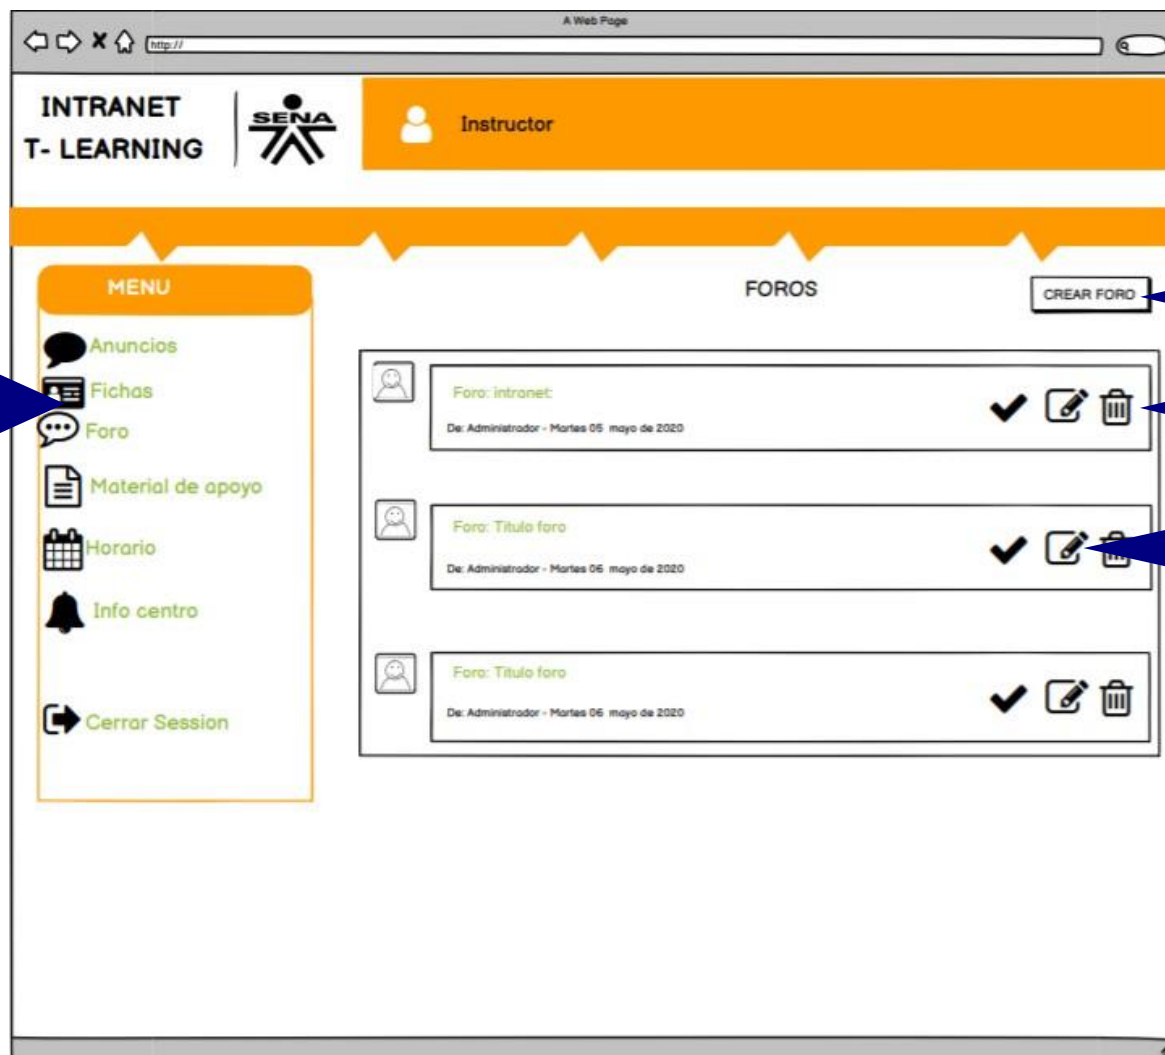 A Web Page
http://
INTRANET
T- LEARNING
SENA
Instructor
MENU
Anuncios
Fichas
Foro
Material de apoyo
Horario
Info centro
Cerrar Session
FOROS
CREAR FORO
Foro: intranet:
De: Administrador - Martes 05 mayo de 2020
Foro: Titulo foro
De: Administrador - Martes 06 mayo de 2020
Foro: Titulo foro
De: Administrador - Martes 06 mayo de 2020